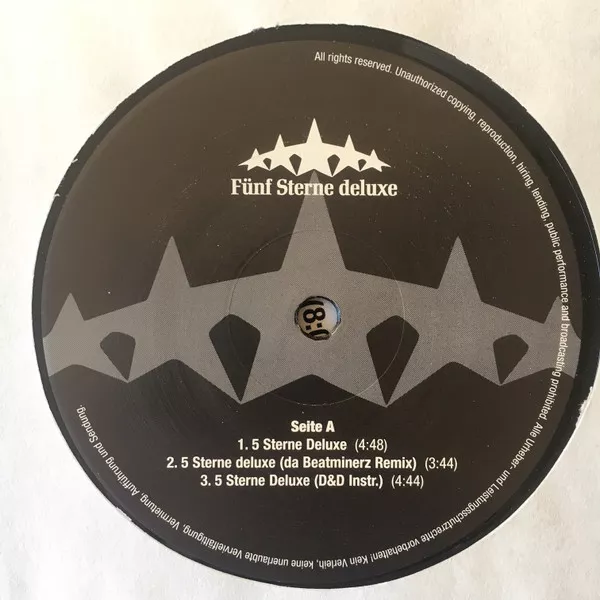 Fünf Sterne deluxe
Seite A
1. 5 Sterne Deluxe (4:48)
2. 5 Sterne deluxe (da Beatminerz Remix) (3:44)
3. 5 Sterne Deluxe (D&D Instr.) (4:44)
All rights reserved. Unauthorized copying, reproduction, hiring, lending, public performance and broadcasting prohibited. Alle Urheber- und Leistungsschutzrechte vorbehalten! Kein Verleih, keine unerlaubte Vervielfältigung, Vermietung, Aufführung und Sendung.